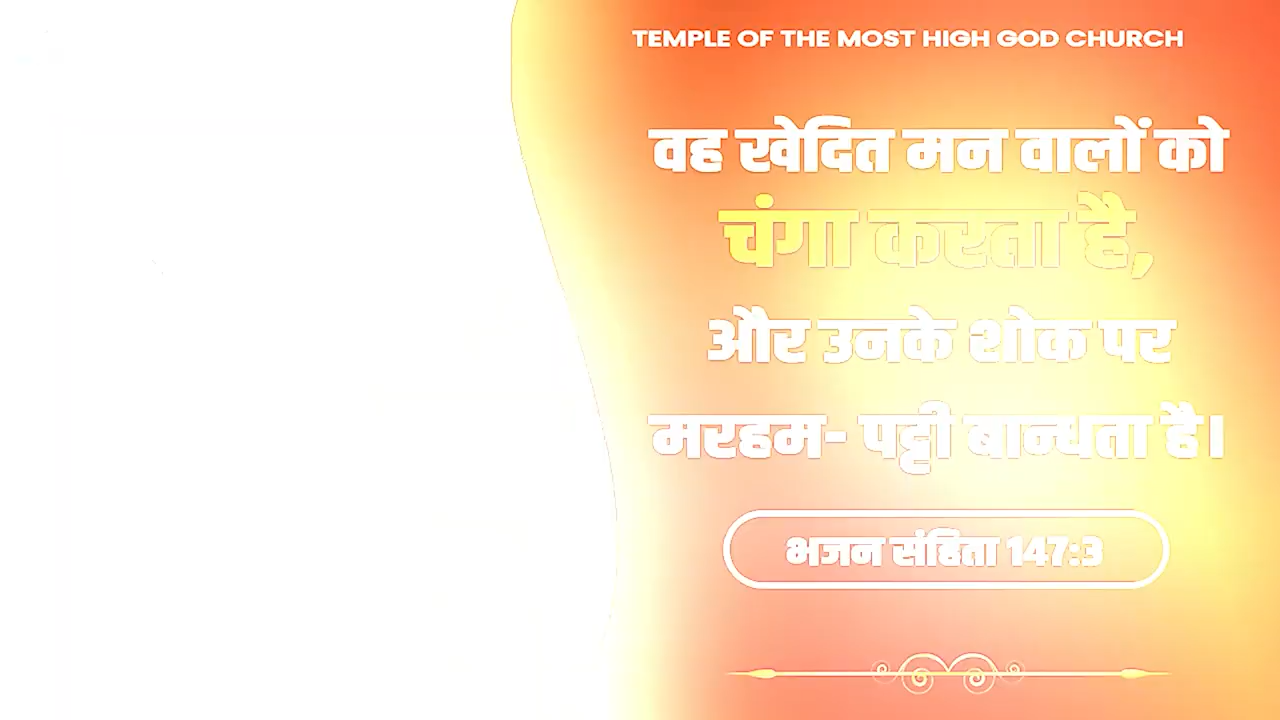 TEMPLE OF THE MOST HIGH GOD CHURCH
वह खेदित मन वालों को
चंगा करता है,
और उनके शोक पर
मरहम- पट्टी बान्धता है।
भजन संहिता 147:3